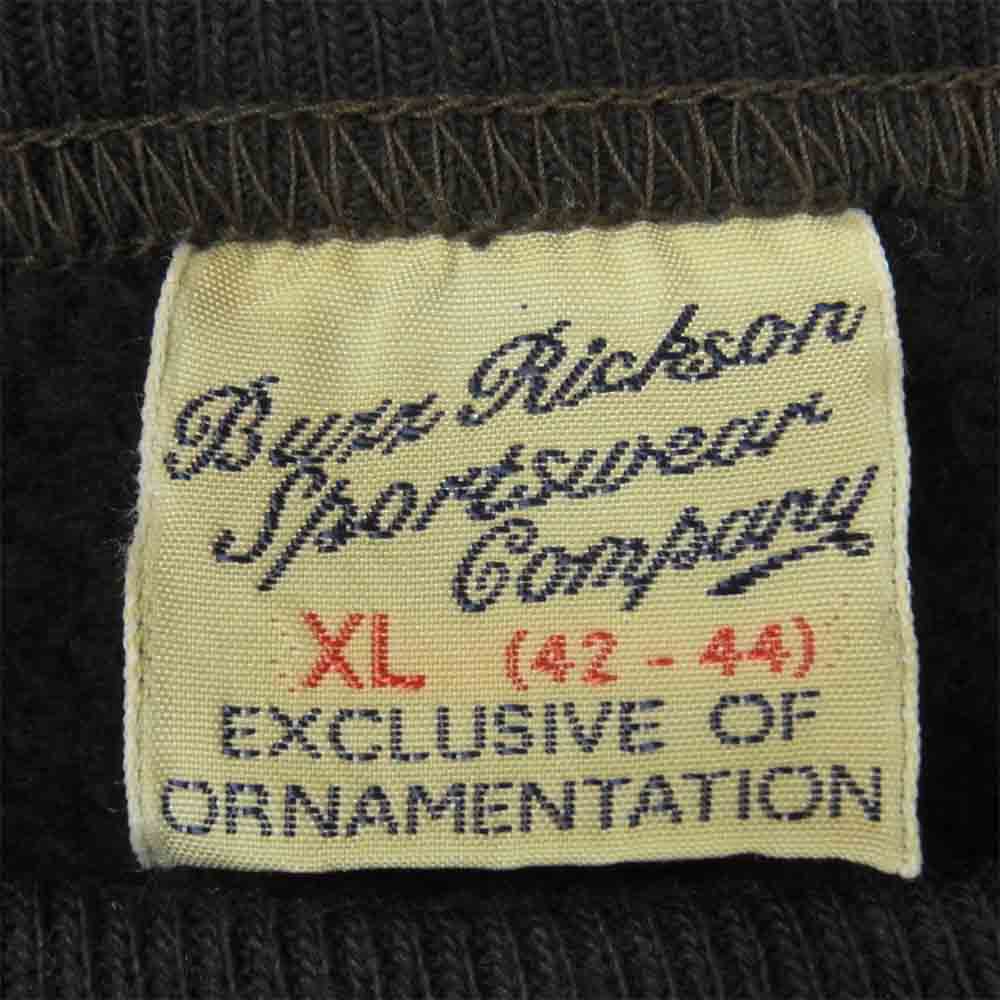 Buzz Rickson
Sportswear
Company
XL (42 - 44)
EXCLUSIVE OF
ORNAMENTATION